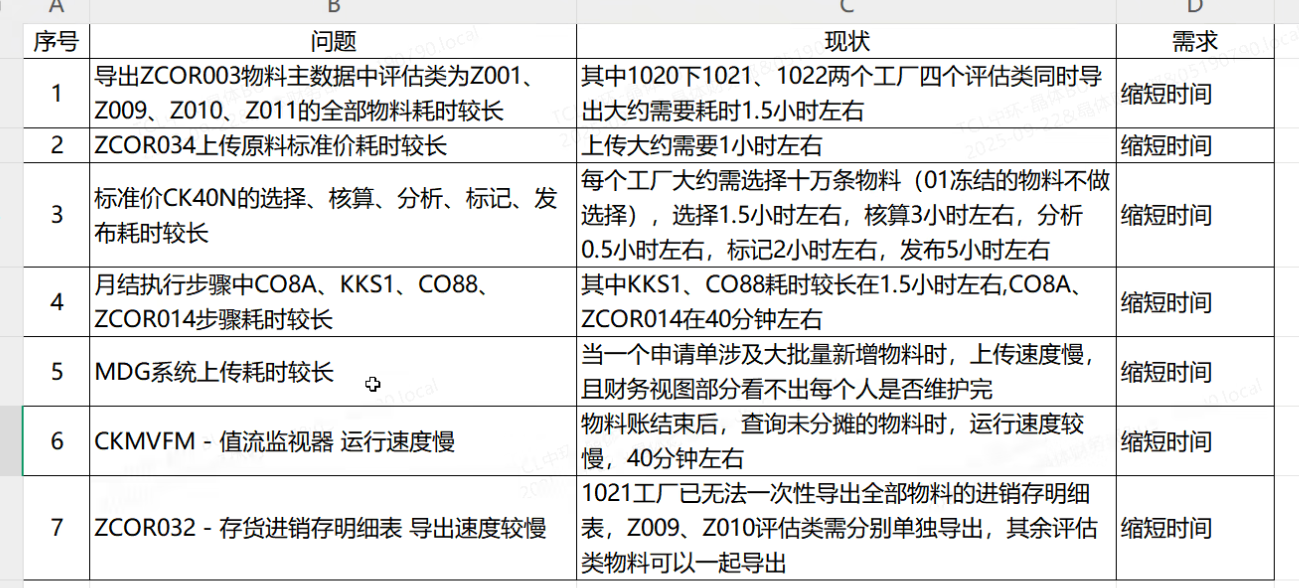 A B C D
序号 问题 现状 需求
1 导出ZCOR003物料主数据中评估类为Z001、
Z009、Z010、Z011的全部物料耗时较长
其中1020下1021、1022两个工厂四个评估类同时导
出大约需要耗时1.5小时左右
缩短时间
2 ZCOR034上传原料标准价耗时较长 上传大约需要1小时左右 缩短时间
3 标准价CK40N的选择、核算、分析、标记、发
布耗时较长
每个工厂大约需选择十万条物料（01冻结的物料不做
选择），选择1.5小时左右，核算3小时左右，分析
0.5小时左右，标记2小时左右，发布5小时左右
缩短时间
4 月结执行步骤中CO8A、KKS1、CO88、
ZCOR014步骤耗时较长
其中KKS1、CO88耗时较长在1.5小时左右,CO8A、
ZCOR014在40分钟左右
缩短时间
5 MDG系统上传耗时较长
当一个申请单涉及大批量新增物料时，上传速度慢，
且财务视图部分看不出每个人是否维护完
缩短时间
6 CKMVFM - 值流监视器 运行速度慢
物料账结束后，查询未分摊的物料时，运行速度较
慢，40分钟左右
缩短时间
7 ZCOR032 - 存货进销存明细表 导出速度较慢
1021工厂已无法一次性导出全部物料的进销存明细
表，Z009、Z010评估类需分别单独导出，其余评估
类物料可以一起导出
缩短时间